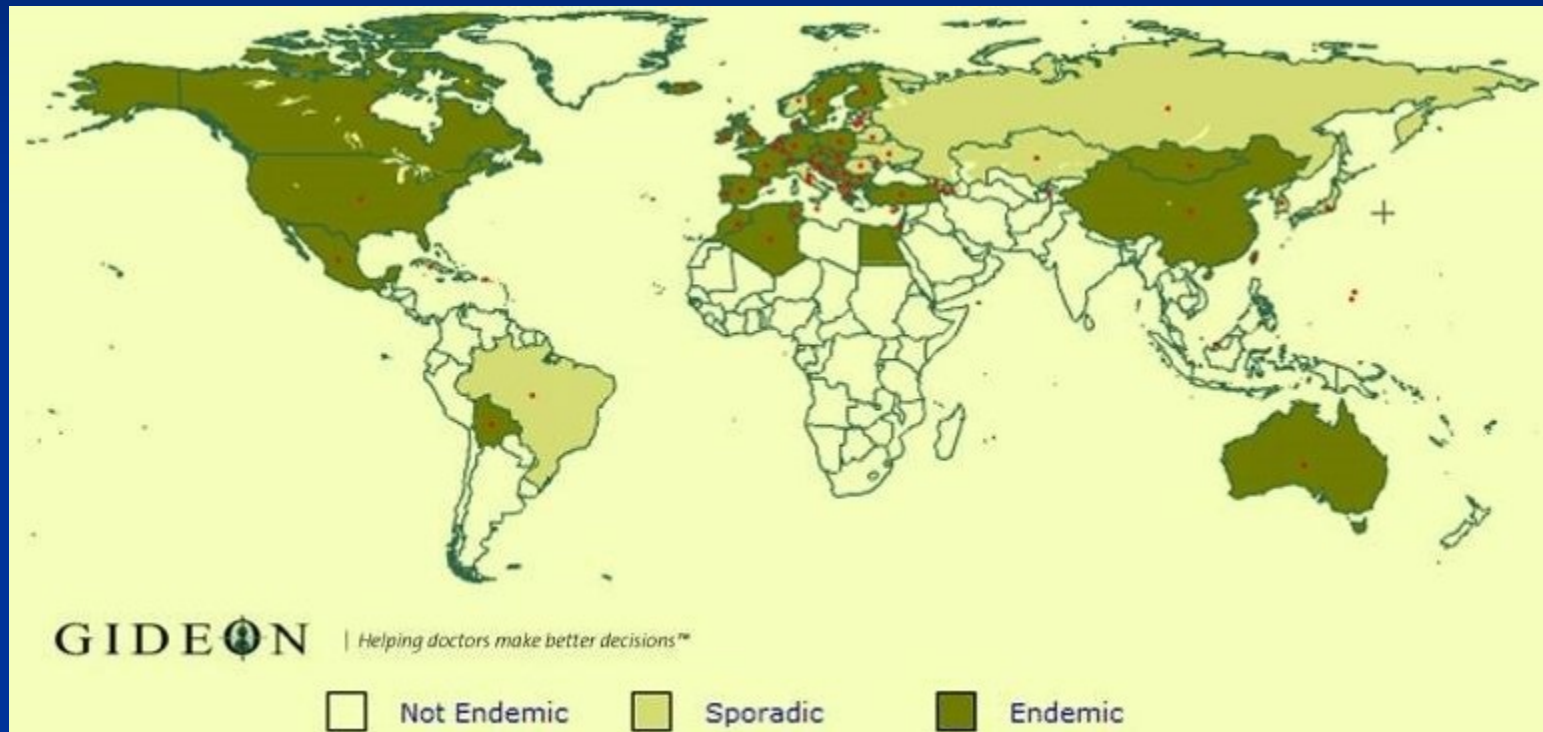 GIDEON | Helping doctors make better decisions™
Not Endemic Sporadic Endemic